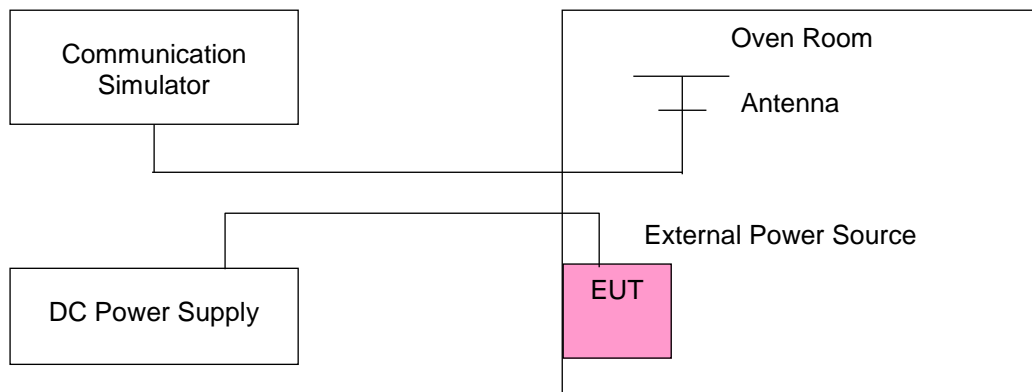 Communication
Simulator
Oven Room
Antenna
External Power Source
DC Power Supply
EUT